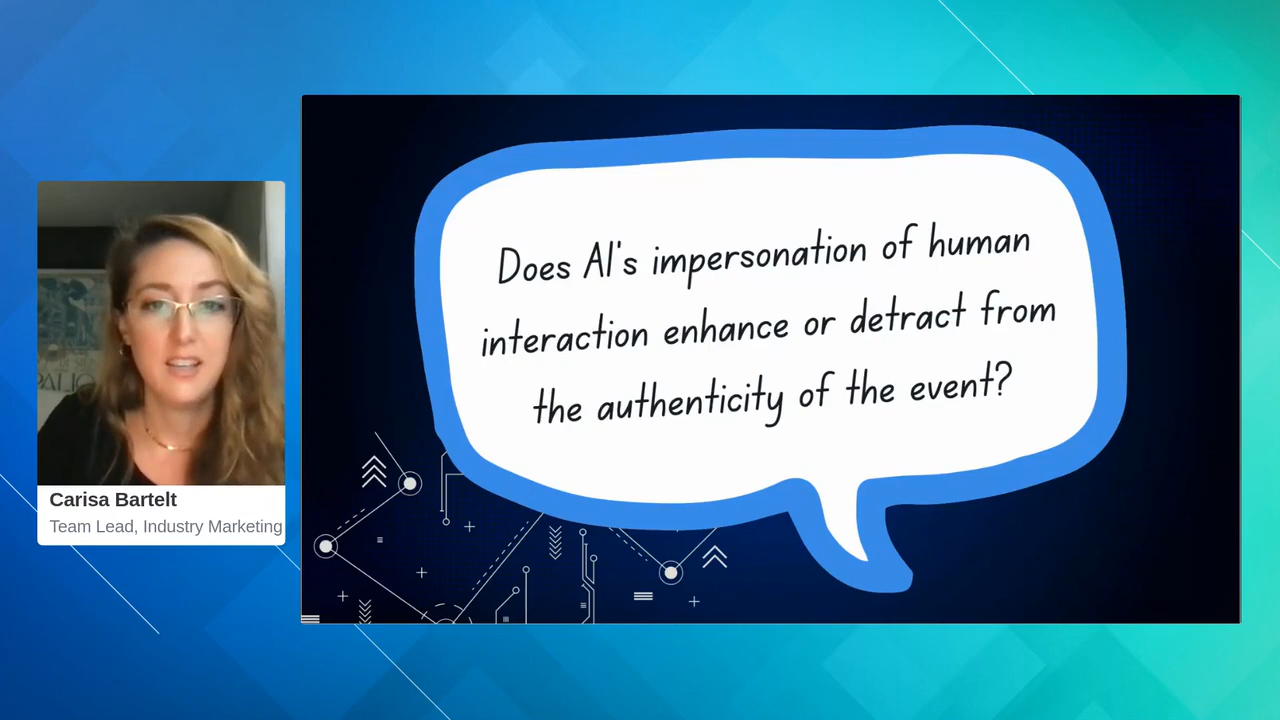 Does AI's impersonation of human
interaction enhance or detract from
the authenticity of the event?
PALIO
Carisa Bartelt
Team Lead, Industry Marketing